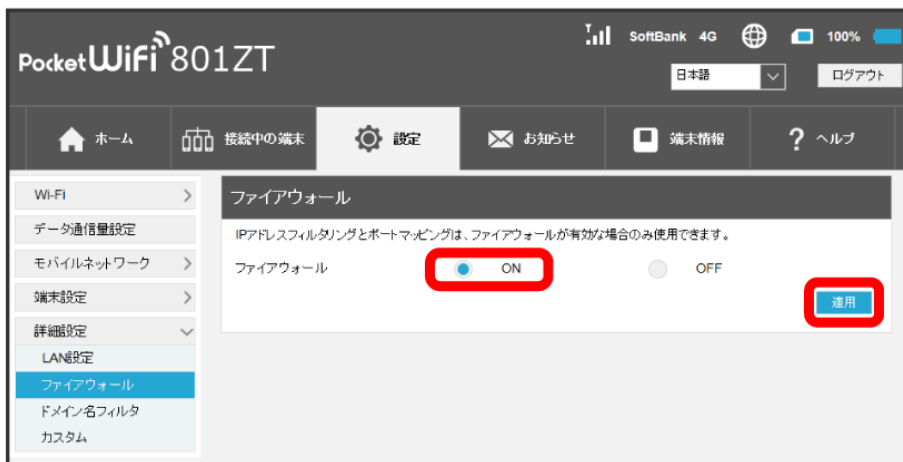 PocketWiFi 801ZT
SoftBank 4G 100%
日本語 ログアウト
ホーム 接続中の端末 設定 お知らせ 端末情報 ? ヘルプ
Wi-Fi
データ通信量設定
モバイルネットワーク
端末設定
詳細設定
LAN設定
ファイアウォール
ドメイン名フィルタ
カスタム
ファイアウォール
IPアドレスフィルタリングとポートマッピングは、ファイアウォールが有効な場合のみ使用できます。
ファイアウォール ON OFF
適用